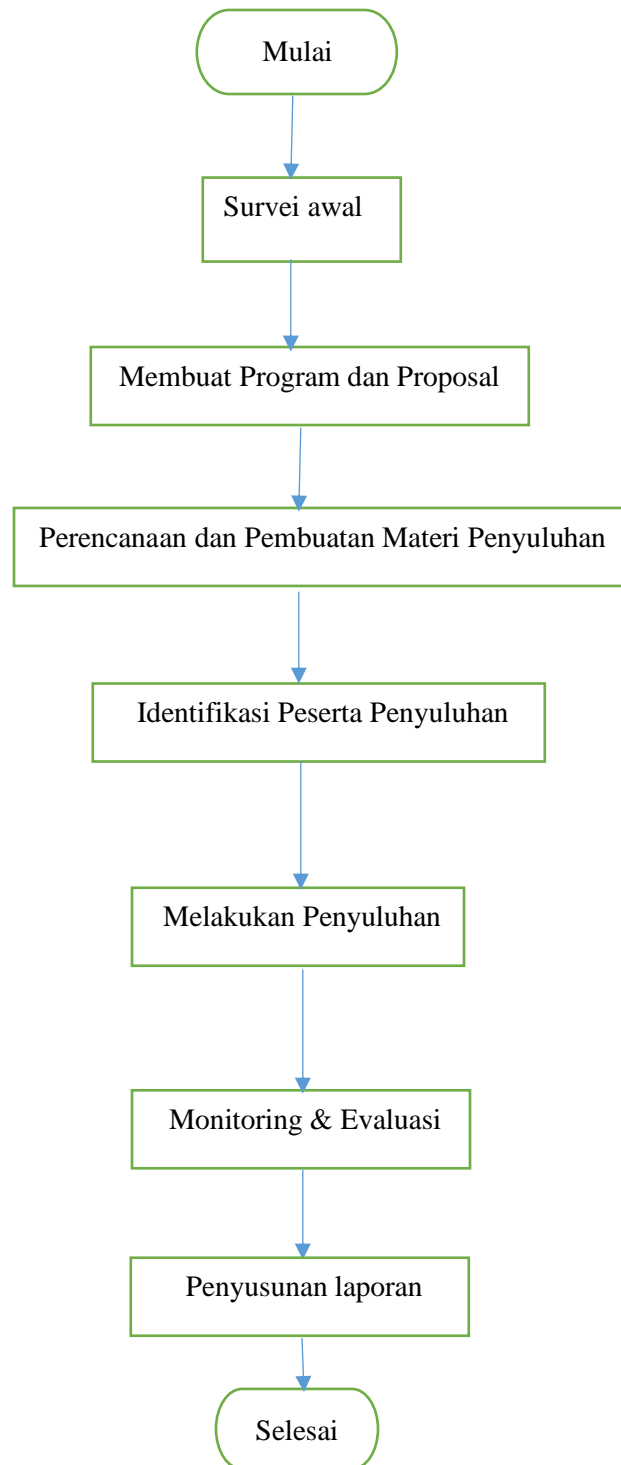 Mulai
Survei awal
Membuat Program dan Proposal
Perencanaan dan Pembuatan Materi Penyuluhan
Identifikasi Peserta Penyuluhan
Melakukan Penyuluhan
Monitoring & Evaluasi
Penyusunan laporan
Selesai